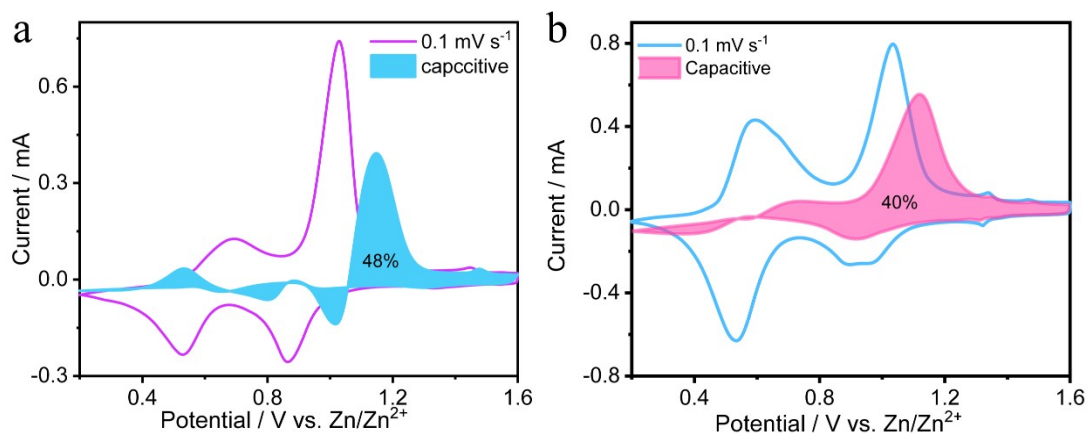 a
0.1 mV s⁻¹
capccitive
48%
0.6
0.3
0.0
-0.3
0.4
0.8
1.2
1.6
Current / mA
Potential / V vs. Zn/Zn²⁺
b
0.1 mV s⁻¹
Capacitive
40%
0.8
0.4
0.0
-0.4
-0.8
0.4
0.8
1.2
1.6
Current / mA
Potential / V vs. Zn/Zn²⁺